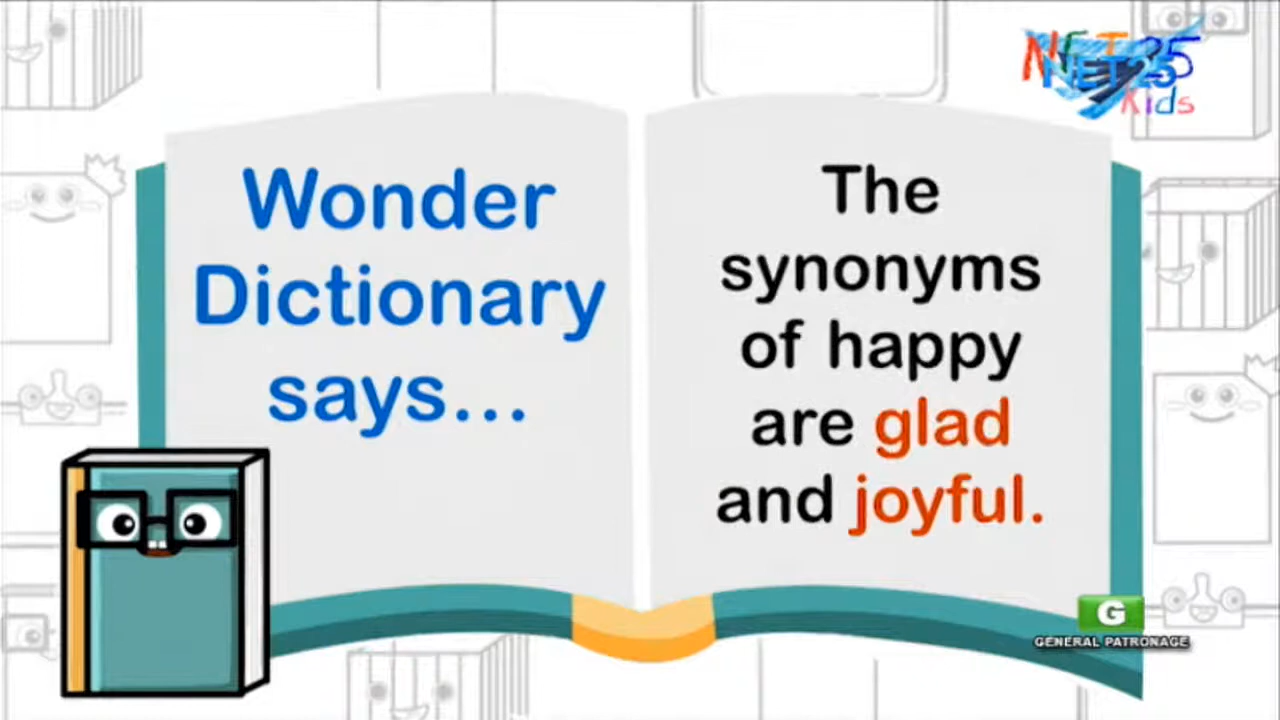 Wonder
Dictionary
says...
The
synonyms
of happy
are glad
and joyful.
NET25
Kids
G
GENERAL PATRONAGE